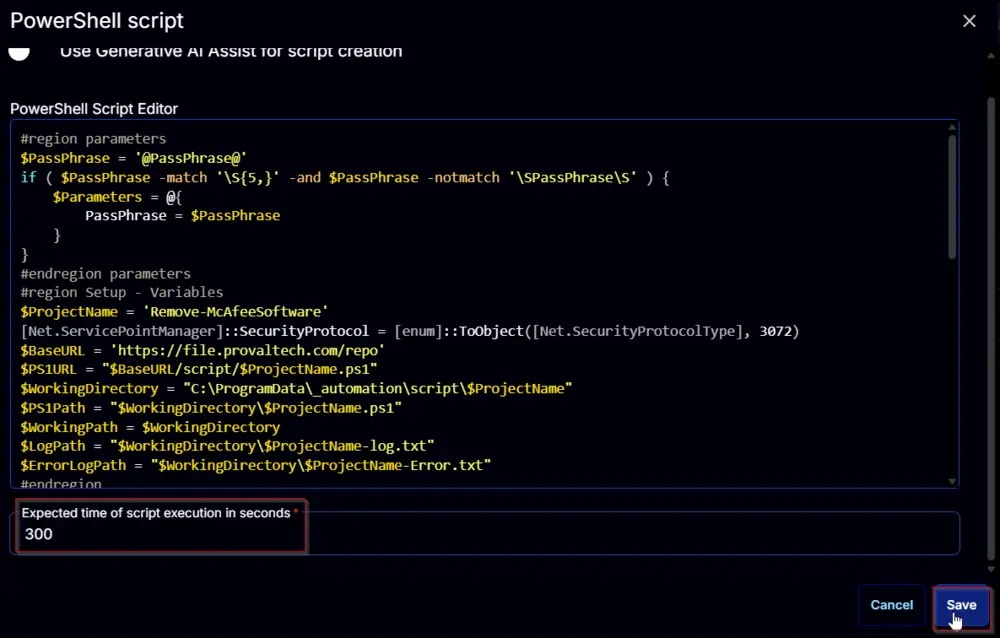 PowerShell script
Use Generative AI Assist for script creation
PowerShell Script Editor
#region parameters
$PassPhrase = '@PassPhrase@'
if ( $PassPhrase -match '\S{5,}' -and $PassPhrase -notmatch '\SPassPhrase\S' ) {
    $Parameters = @{
        PassPhrase = $PassPhrase
    }
}
#endregion parameters
#region Setup - Variables
$ProjectName = 'Remove-McAfeeSoftware'
[Net.ServicePointManager]::SecurityProtocol = [enum]::ToObject([Net.SecurityProtocolType], 3072)
$BaseURL = 'https://file.provaltech.com/repo'
$PS1URL = "$BaseURL/script/$ProjectName.ps1"
$WorkingDirectory = "C:\ProgramData\_automation\script\$ProjectName"
$PS1Path = "$WorkingDirectory\$ProjectName.ps1"
$WorkingPath = $WorkingDirectory
$LogPath = "$WorkingDirectory\$ProjectName-log.txt"
$ErrorLogPath = "$WorkingDirectory\$ProjectName-Error.txt"
#endregion
Expected time of script execution in seconds *
300
Cancel
Save